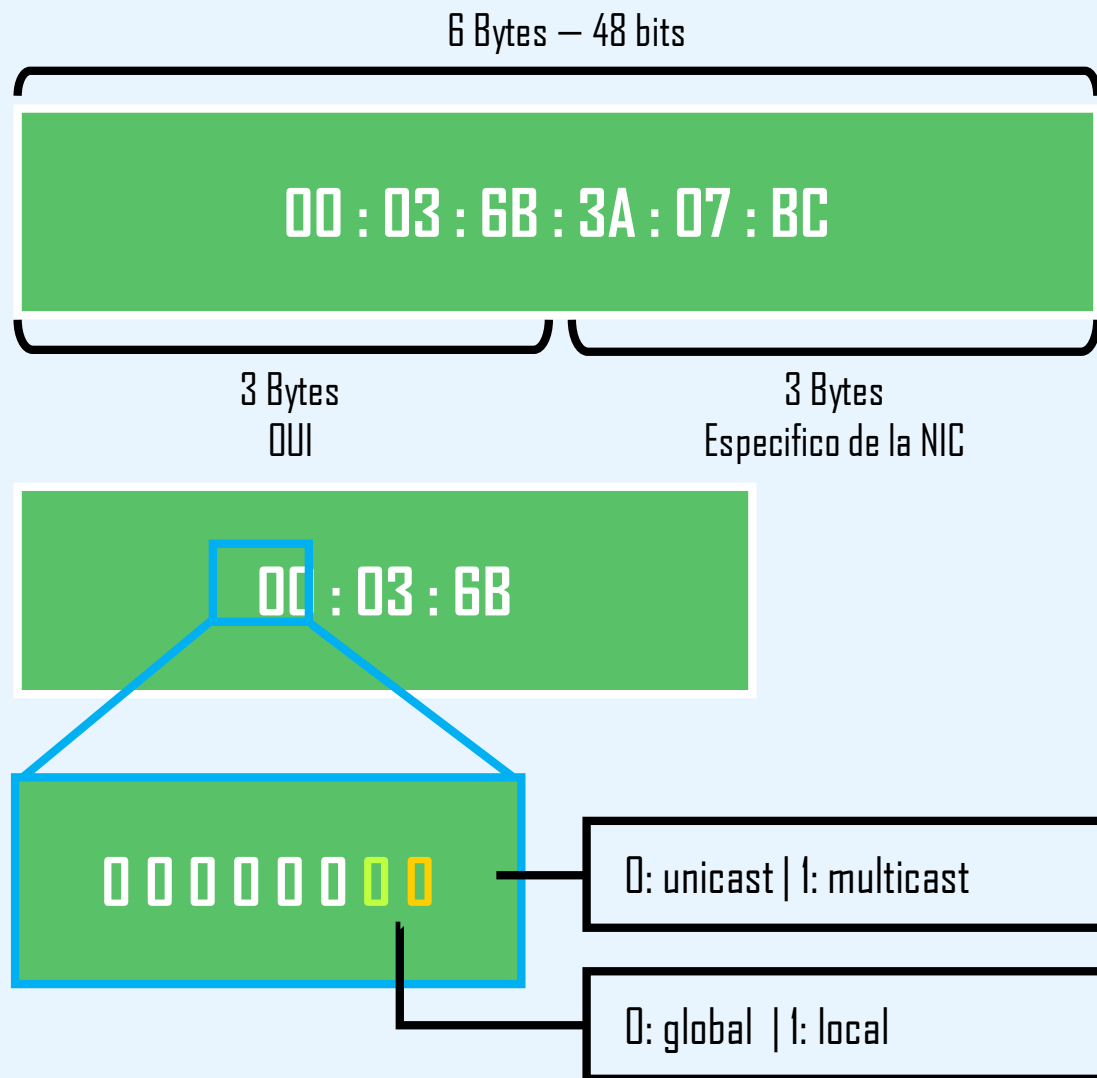 6 Bytes — 48 bits
00 : 03 : 6B : 3A : 07 : BC
3 Bytes
OUI
3 Bytes
Especifico de la NIC
00 : 03 : 6B
0 0 0 0 0 0 0 0
0: unicast | 1: multicast
0: global | 1: local